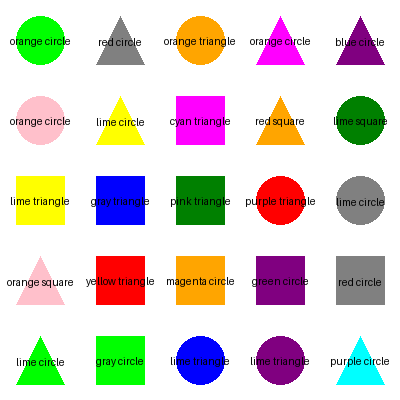 orange circle red circle orange triangle orange circle blue circle
orange circle lime circle cyan triangle red square lime square
lime triangle gray triangle pink triangle purple triangle lime circle
orange square yellow triangle magenta circle green circle red circle
lime circle gray circle lime triangle lime triangle purple circle